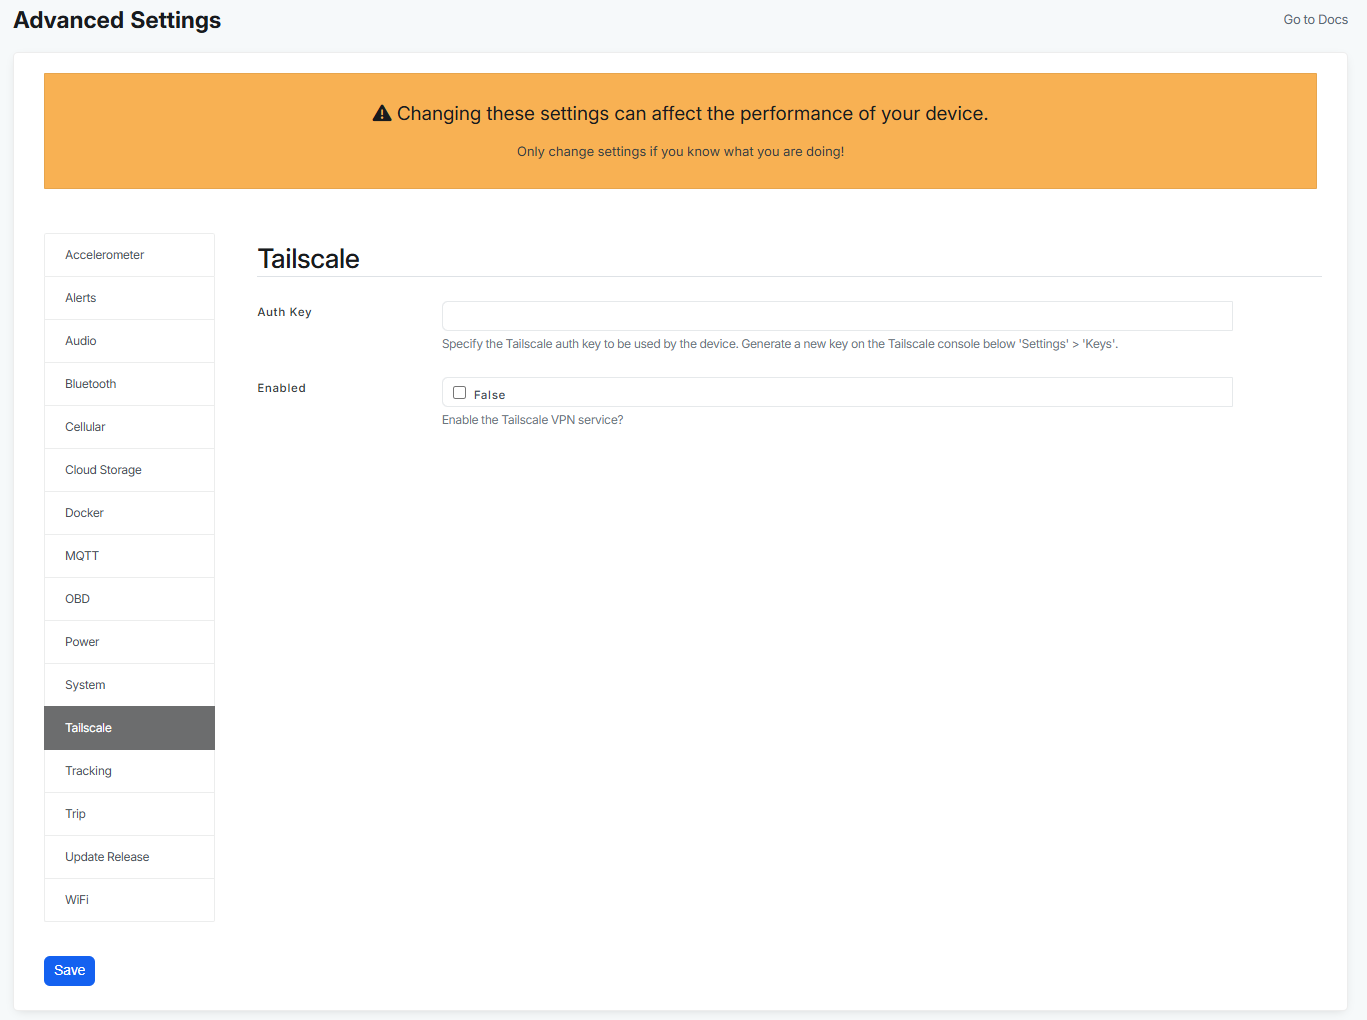 Advanced Settings
Go to Docs
Changing these settings can affect the performance of your device.
Only change settings if you know what you are doing!
Accelerometer
Alerts
Audio
Bluetooth
Cellular
Cloud Storage
Docker
MQTT
OBD
Power
System
Tailscale
Tracking
Trip
Update Release
WiFi
Tailscale
Auth Key
Specify the Tailscale auth key to be used by the device. Generate a new key on the Tailscale console below 'Settings' > 'Keys'.
Enabled
False
Enable the Tailscale VPN service?
Save